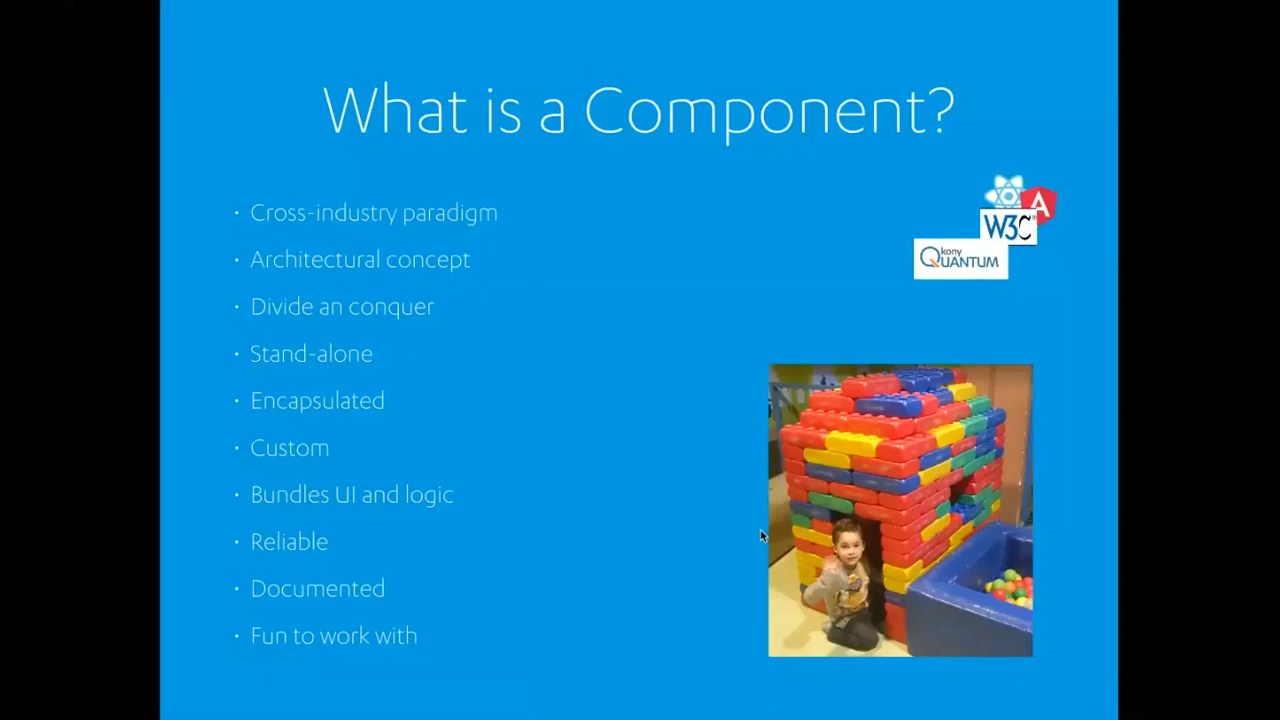 What is a Component?
· Cross-industry paradigm
· Architectural concept
· Divide an conquer
· Stand-alone
· Encapsulated
· Custom
· Bundles UI and logic
· Reliable
· Documented
· Fun to work with
A
W3C®
kony
QUANTUM